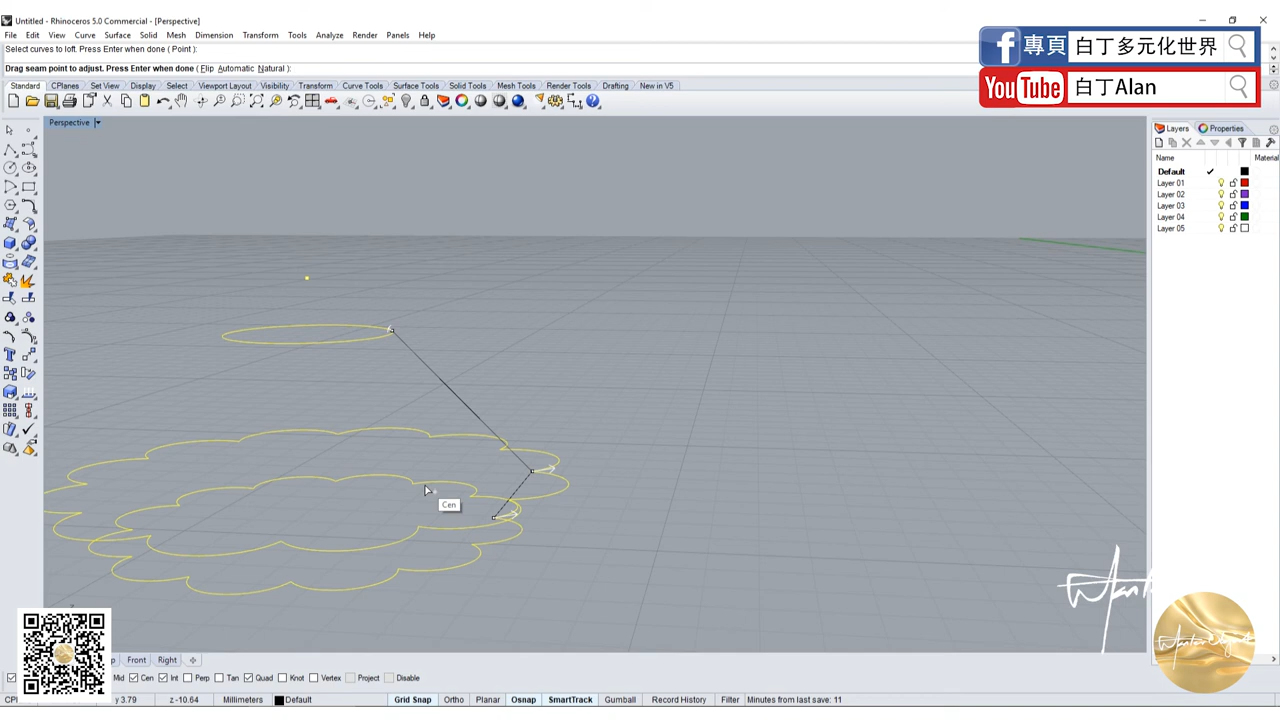 Untitled - Rhinoceros 5.0 Commercial - [Perspective]
File Edit View Curve Surface Solid Mesh Dimension Transform Tools Analyze Render Panels Help
Select curves to loft. Press Enter when done ( Point ):
Drag seam point to adjust. Press Enter when done ( Flip Automatic Natural ):
專頁 白丁多元化世界
YouTube 白丁Alan
Standard CPlanes Set View Display Select Viewport Layout Visibility Transform Curve Tools Surface Tools Solid Tools Mesh Tools Render Tools Drafting New in V5
Perspective
Layers Properties
Name Material
Default
Layer 01
Layer 02
Layer 03
Layer 04
Layer 05
Cen
Front Right
Mid Cen Int Perp Tan Quad Knot Vertex Project Disable
y 3.79 z -10.64 Millimeters Default Grid Snap Ortho Planar Osnap SmartTrack Gumball Record History Filter Minutes from last save: 11